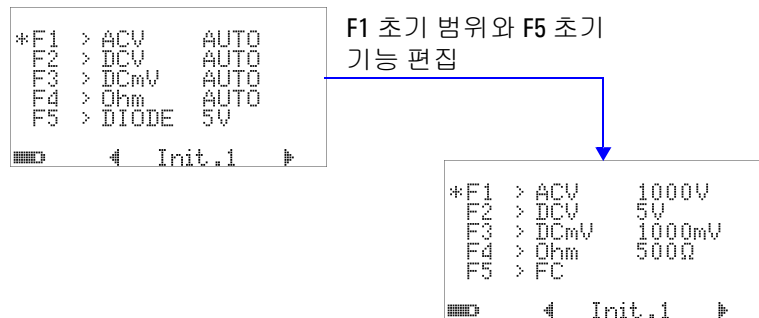 *F1 > ACV AUTO
F2 > DCV AUTO
F3 > DCmV AUTO
F4 > Ohm AUTO
F5 > DIODE 5V
Init.1
F1 초기 범위와 F5 초기
기능 편집
*F1 > ACV 1000V
F2 > DCV 5V
F3 > DCmV 1000mV
F4 > Ohm 500Ω
F5 > FC
Init.1